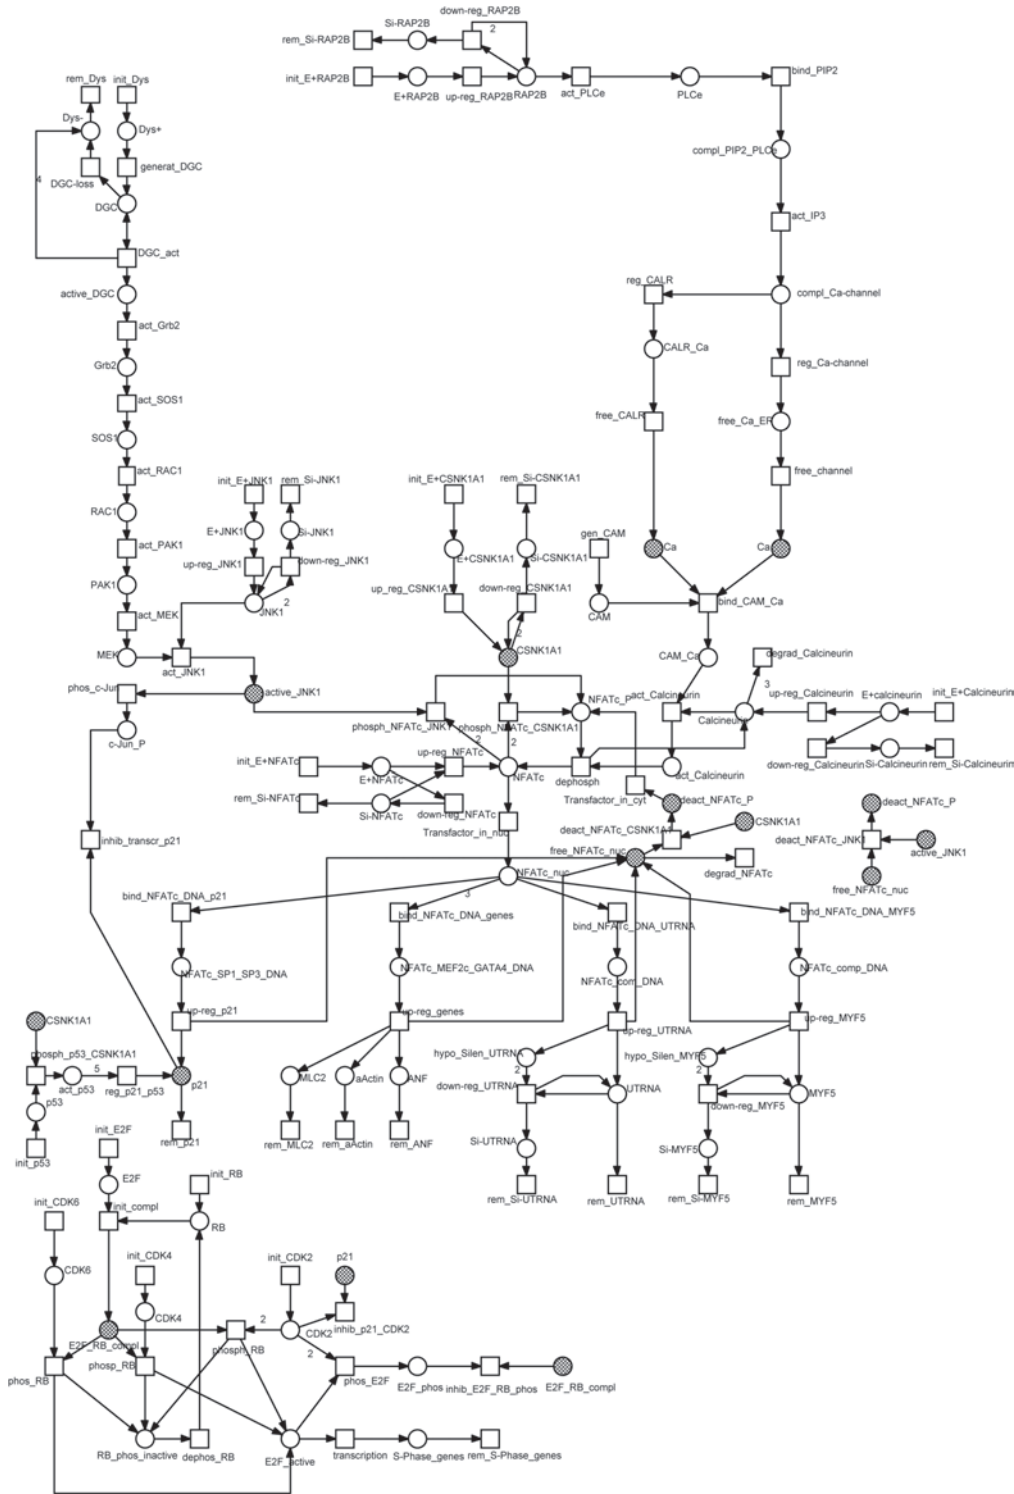 down-reg_RAP2B
Si-RAP2B
2
rem_Si-RAP2B
init_E+RAP2B
bind_PIP2
E+RAP2B
up-reg_RAP2B
RAP2B
act_PLCe
PLCe
rem_Dys
init_Dys
Dys-
Dys+
compl_PIP2_PLCe
generat_DGC
4
DGC-loss
DGC
act_IP3
DGC_act
reg_CALR
active_DGC
compl_Ca-channel
act_Grb2
CALR_Ca
Grb2
reg_Ca-channel
act_SOS1
free_CALR
free_Ca_ER
SOS1
act_RAC1
free_channel
init_E+JNK1
rem_Si-JNK1
init_E+CSNK1A1
rem_Si-CSNK1A1
RAC1
E+JNK1
Si-JNK1
gen_CAM
act_PAK1
Ca
Ca
E+CSNK1A1
Si-CSNK1A1
up-reg_JNK1
down-reg_JNK1
PAK1
up_reg_CSNK1A1
down-reg_CSNK1A1
2
JNK1
CAM
bind_CAM_Ca
act_MEK
2
MEK
act_JNK1
CSNK1A1
CAM_Ca
degrad_Calcineurin
phos_c-Jun
active_JNK1
NFATc_P
act_Calcineurin
3
up-reg_Calcineurin
E+calcineurin
init_E+Calcineurin
c-Jun_P
phosph_NFATc_JNK1
phosph_NFATc_CSNK1A1
Calcineurin
2
2
up-reg_NFATc
init_E+NFATc
E+NFATc
NFATc
dephosph
act_Calcineurin
down-reg_Calcineurin
Si-Calcineurin
rem_Si-Calcineurin
rem_Si-NFATc
Si-NFATc
down-reg_NFATc
Transfactor_in_cyt
deact_NFATc_P
deact_NFATc_P
Transfactor_in_nuc
CSNK1A1
inhib_transcr_p21
deact_NFATc_CSNK1A1
deact_NFATc_JNK1
free_NFATc_nuc
active_JNK1
degrad_NFATc
NFATc_nuc
free_NFATc_nuc
3
bind_NFATc_DNA_p21
bind_NFATc_DNA_genes
bind_NFATc_DNA_UTRNA
bind_NFATc_DNA_MYF5
NFATc_SP1_SP3_DNA
NFATc_MEF2c_GATA4_DNA
NFATc_com_DNA
NFATc_comp_DNA
CSNK1A1
up-reg_p21
up-reg_genes
up-reg_UTRNA
up-reg_MYF5
phosph_p53_CSNK1A1
hypo_Silen_UTRNA
hypo_Silen_MYF5
5
2
2
act_p53
reg_p21_p53
p21
MLC2
aActin
ANF
down-reg_UTRNA
UTRNA
down-reg_MYF5
MYF5
p53
init_E2F
rem_p21
rem_MLC2
rem_aActin
rem_ANF
Si-UTRNA
Si-MYF5
init_p53
E2F
init_RB
rem_Si-UTRNA
rem_UTRNA
rem_Si-MYF5
rem_MYF5
init_CDK6
init_compl
RB
init_CDK4
init_CDK2
p21
CDK6
CDK4
2
E2F_RB_compl
phosph_RB
CDK2
inhib_p21_CDK2
2
phos_RB
phosp_RB
phos_E2F
E2F_phos
inhib_E2F_RB_phos
E2F_RB_compl
RB_phos_inactive
dephos_RB
E2F_active
transcription
S-Phase_genes
rem_S-Phase_genes